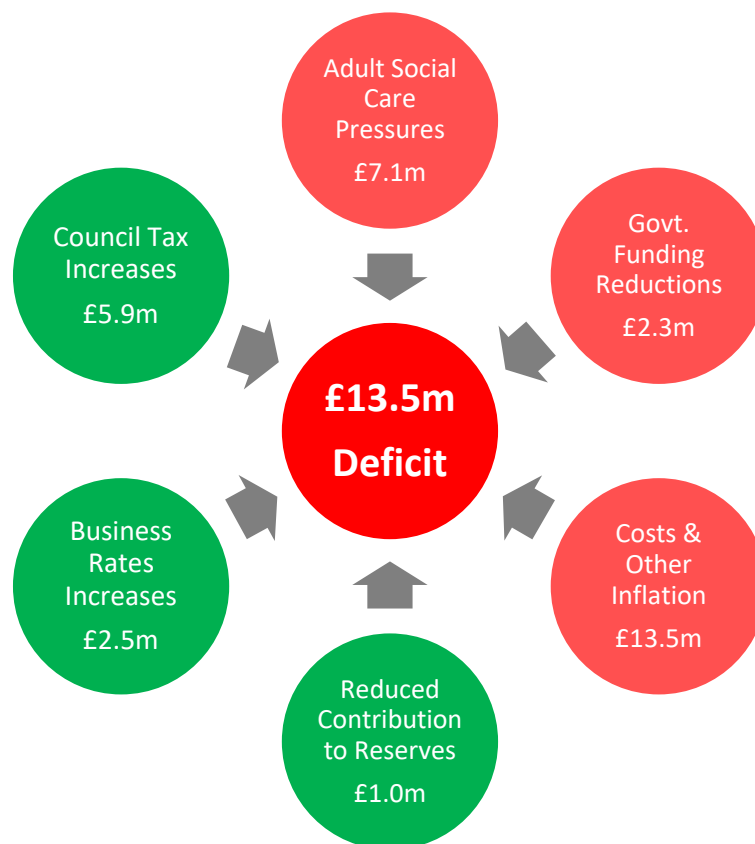 Adult Social
Care
Pressures
£7.1m
Council Tax
Increases
£5.9m
Govt.
Funding
Reductions
£2.3m
£13.5m
Deficit
Business
Rates
Increases
£2.5m
Costs &
Other
Inflation
£13.5m
Reduced
Contribution
to Reserves
£1.0m